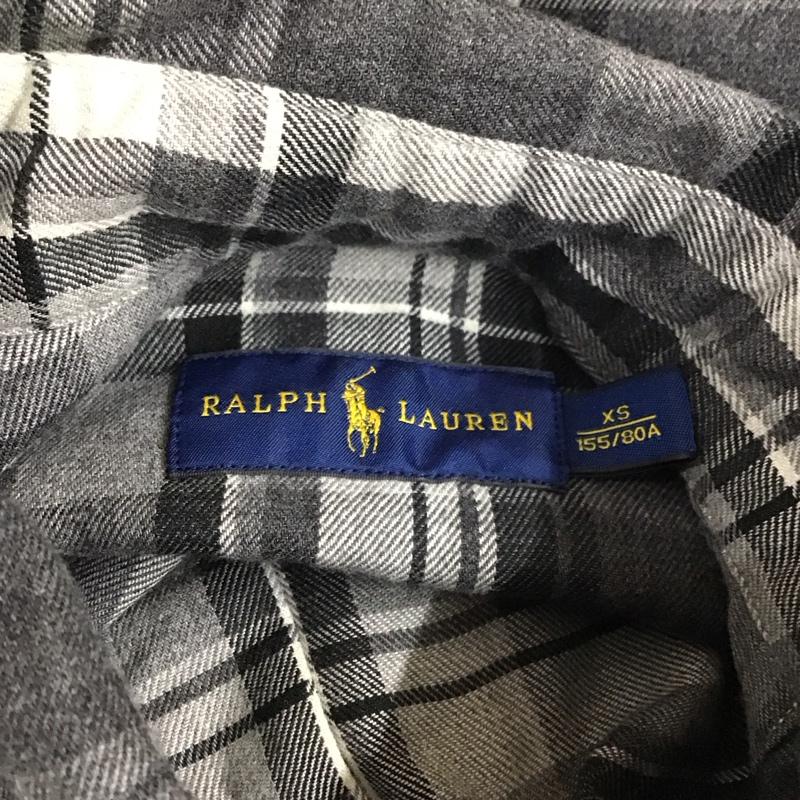 RALPH LAUREN
XS
155/80A